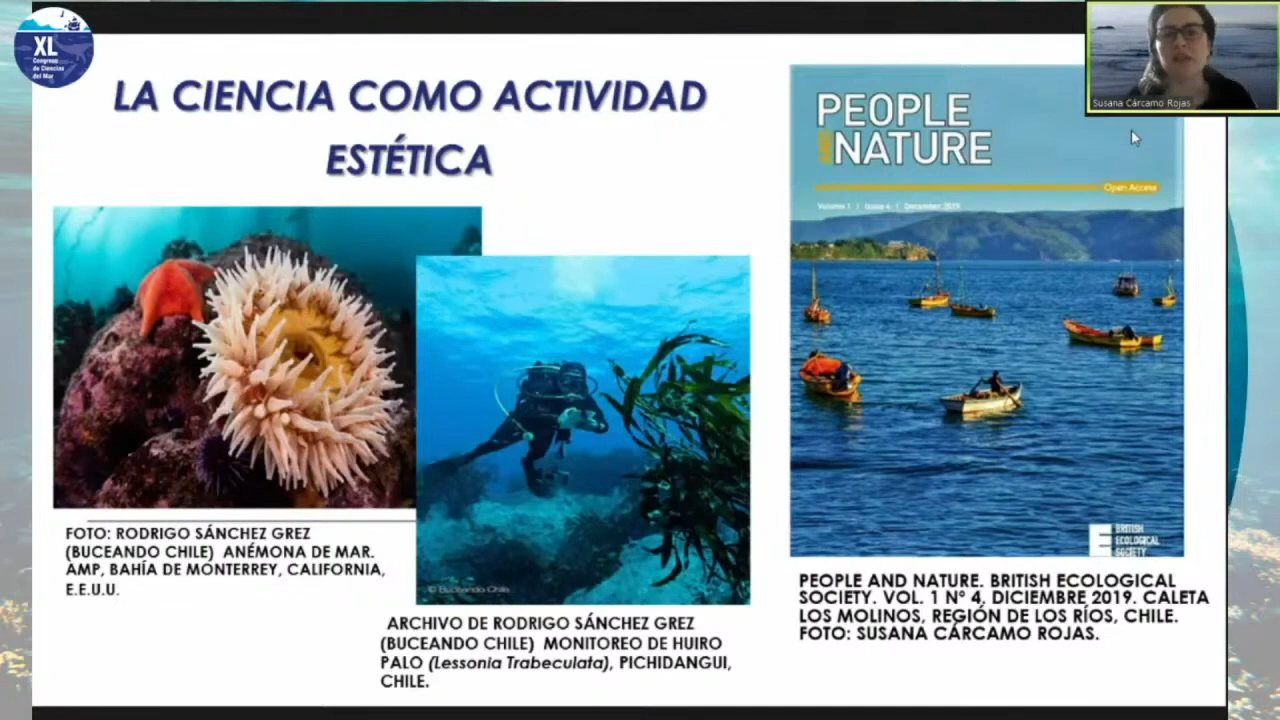 XL
Congreso
de Ciencias
del Mar
LA CIENCIA COMO ACTIVIDAD
ESTÉTICA
Susana Cárcamo Rojas
PEOPLE
AND
NATURE
Open Access
Volume 1 | Issue 4 | December 2019
BRITISH
ECOLOGICAL
SOCIETY
FOTO: RODRIGO SÁNCHEZ GREZ
(BUCEANDO CHILE) ANÉMONA DE MAR.
AMP, BAHÍA DE MONTERREY, CALIFORNIA,
E.E.U.U.
© Buceando Chile
ARCHIVO DE RODRIGO SÁNCHEZ GREZ
(BUCEANDO CHILE) MONITOREO DE HUIRO
PALO (Lessonia Trabeculata), PICHIDANGUI,
CHILE.
PEOPLE AND NATURE. BRITISH ECOLOGICAL
SOCIETY. VOL. 1 Nº 4, DICIEMBRE 2019. CALETA
LOS MOLINOS, REGIÓN DE LOS RÍOS, CHILE.
FOTO: SUSANA CÁRCAMO ROJAS.